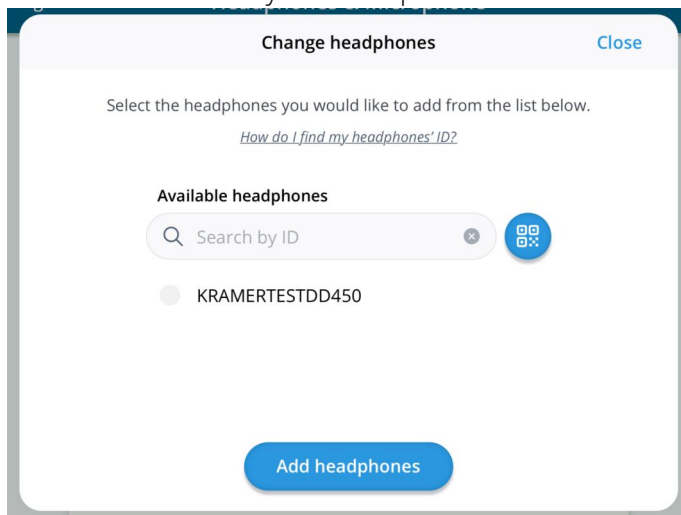 Change headphones
Close
Select the headphones you would like to add from the list below.
How do I find my headphones' ID?
Available headphones
Search by ID
KRAMERTESTDD450
Add headphones